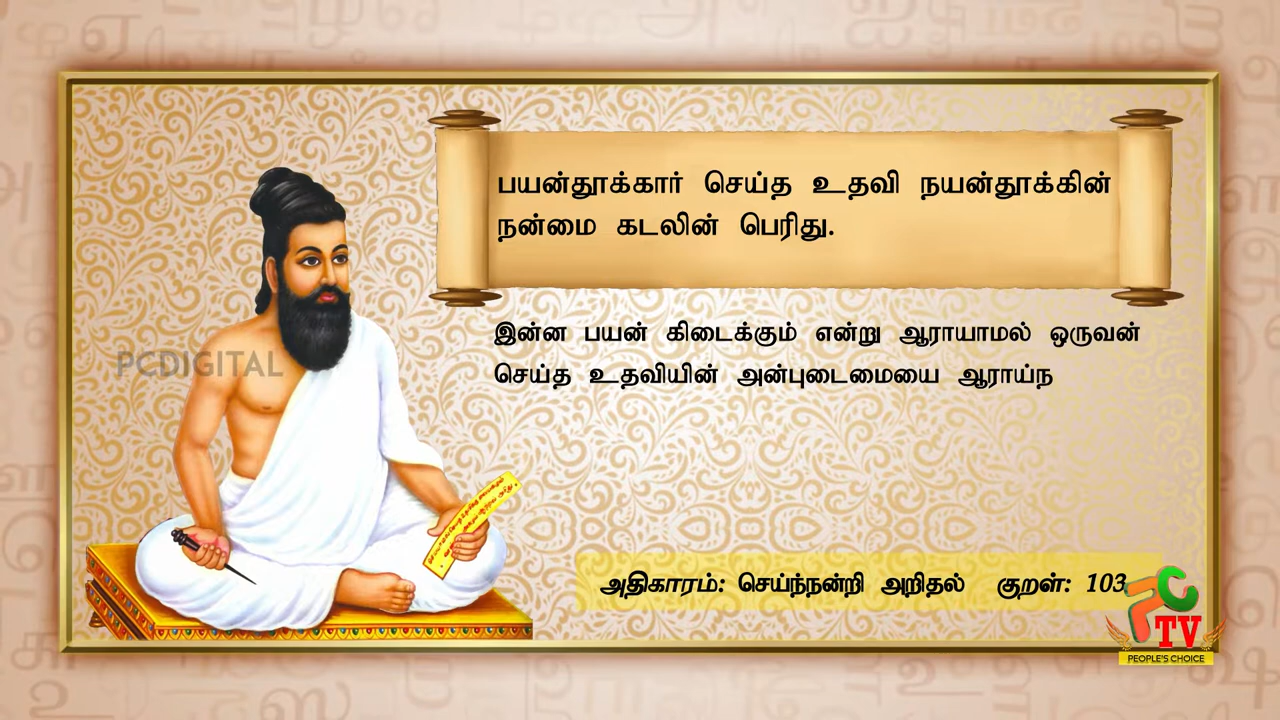 பயன்தூக்கார் செய்த உதவி நயன்தூக்கின்
நன்மை கடலின் பெரிது.
இன்ன பயன் கிடைக்கும் என்று ஆராயாமல் ஒருவன்
செய்த உதவியின் அன்புடைமையை ஆராய்ந
PCDIGITAL
அதிகாரம்: செய்ந்நன்றி அறிதல் குறள்: 103
PC
TV
PEOPLE'S CHOICE